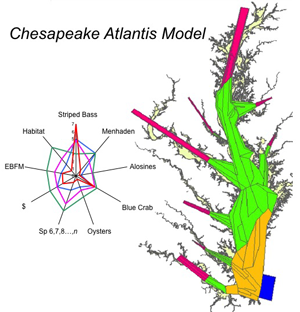 Chesapeake Atlantis Model
Striped Bass
Habitat
Menhaden
EBFM
Alosines
$
Blue Crab
Sp 6,7,8...,n
Oysters